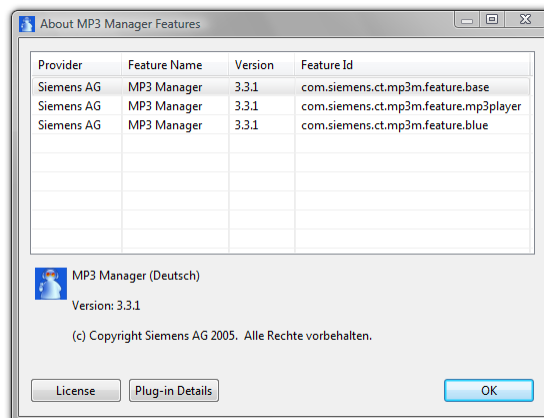 About MP3 Manager Features
Provider Feature Name Version Feature Id
Siemens AG MP3 Manager 3.3.1 com.siemens.ct.mp3m.feature.base
Siemens AG MP3 Manager 3.3.1 com.siemens.ct.mp3m.feature.mp3player
Siemens AG MP3 Manager 3.3.1 com.siemens.ct.mp3m.feature.blue
MP3 Manager (Deutsch)
Version: 3.3.1
(c) Copyright Siemens AG 2005. Alle Rechte vorbehalten.
License Plug-in Details OK